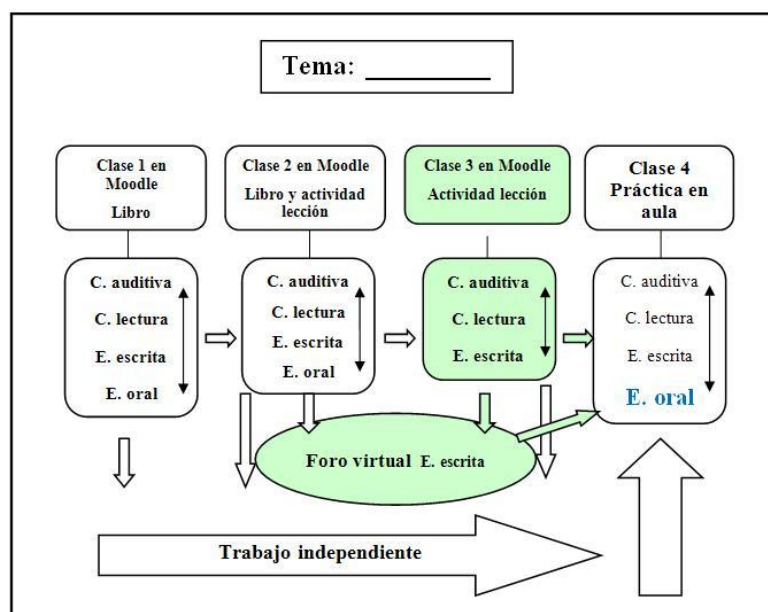 Tema: __________
Clase 1 en
Moodle
Libro
Clase 2 en Moodle
Libro y actividad
lección
Clase 3 en Moodle
Actividad lección
Clase 4
Práctica en
aula
C. auditiva
C. lectura
E. escrita
E. oral
C. auditiva
C. lectura
E. escrita
E. oral
C. auditiva
C. lectura
E. escrita
C. auditiva
C. lectura
E. escrita
E. oral
Foro virtual E. escrita
Trabajo independiente